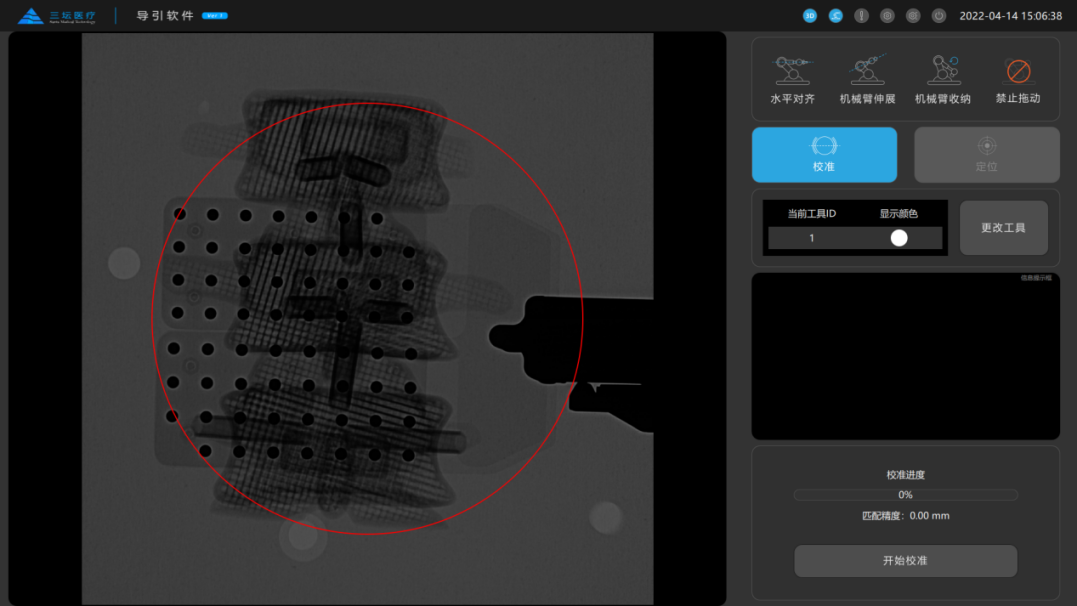 三坛医疗
导引软件
Ver 1
3D
2022-04-14 15:06:38
水平对齐
机械臂伸展
机械臂收纳
禁止拖动
校准
定位
当前工具ID
显示颜色
1
更改工具
信息提示框
校准进度
0%
匹配精度：0.00 mm
开始校准